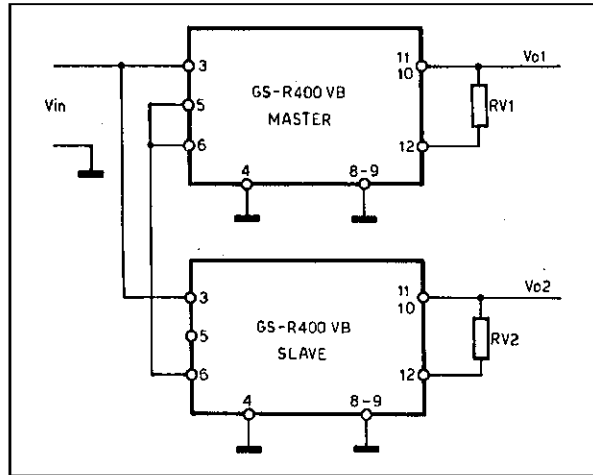 11
Vo1
3
10
GS-R400 VB
Vin
5
MASTER
RV1
6
12
4
8-9
3
11
Vo2
10
5
GS-R400 VB
SLAVE
RV2
6
12
4
8-9